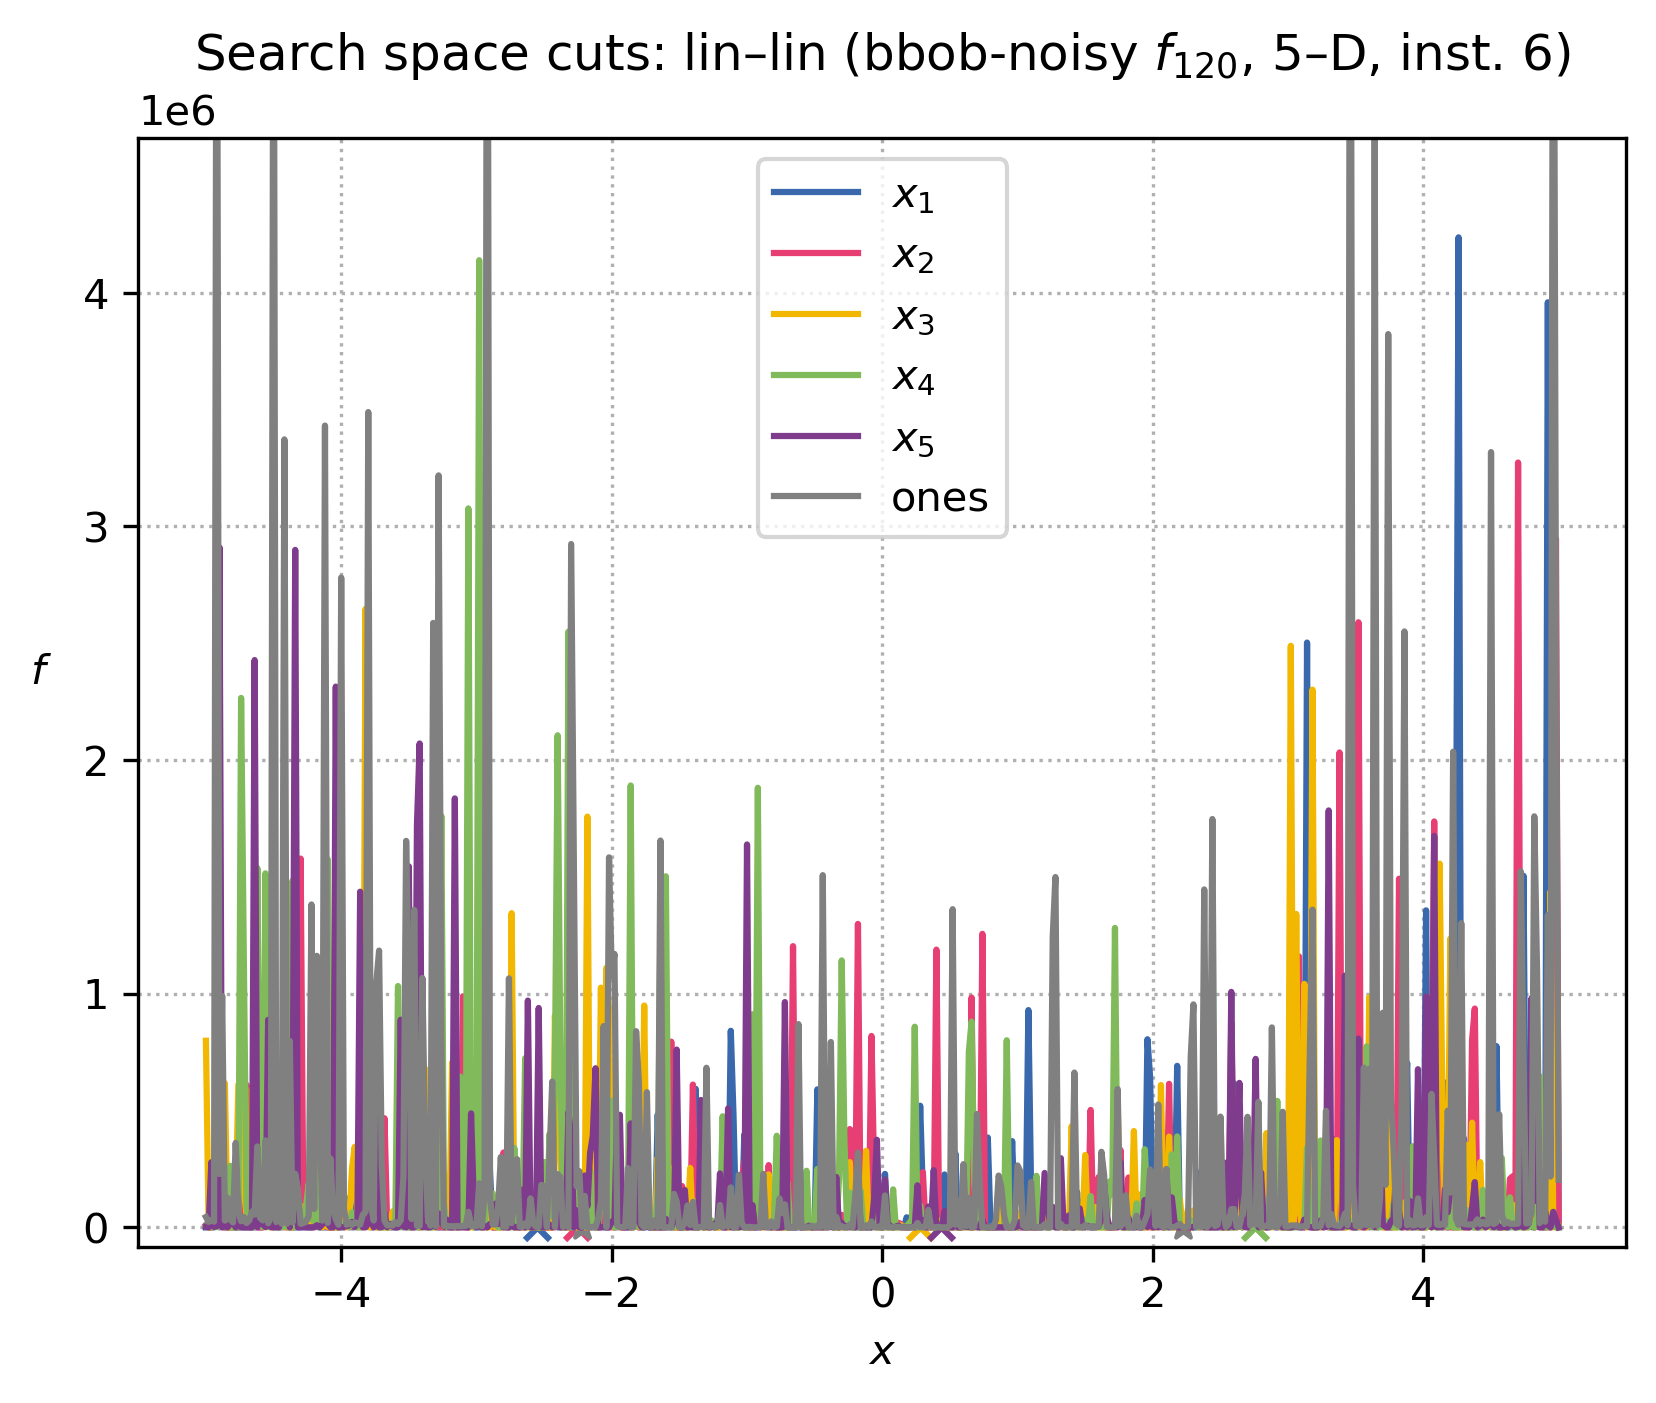 Search space cuts: lin–lin (bbob-noisy f₁₂₀, 5–D, inst. 6)
1e6
x₁
x₂
x₃
x₄
x₅
ones
4
3
2
1
0
f
−4
−2
0
2
4
x